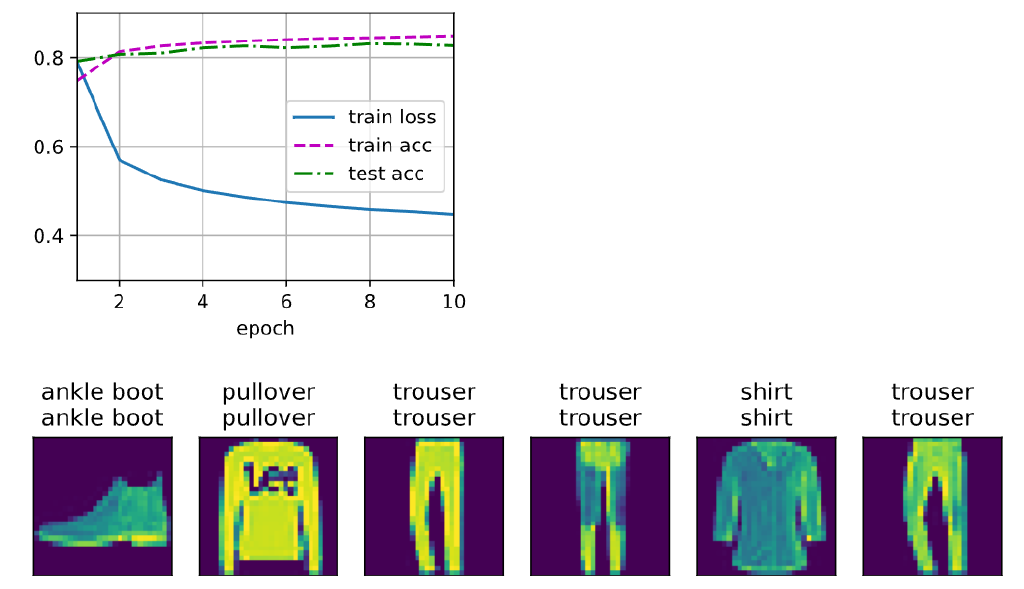 0.8
0.6
0.4
train loss
train acc
test acc
2 4 6 8 10
epoch
ankle boot pullover trouser trouser shirt trouser
ankle boot pullover trouser trouser shirt trouser